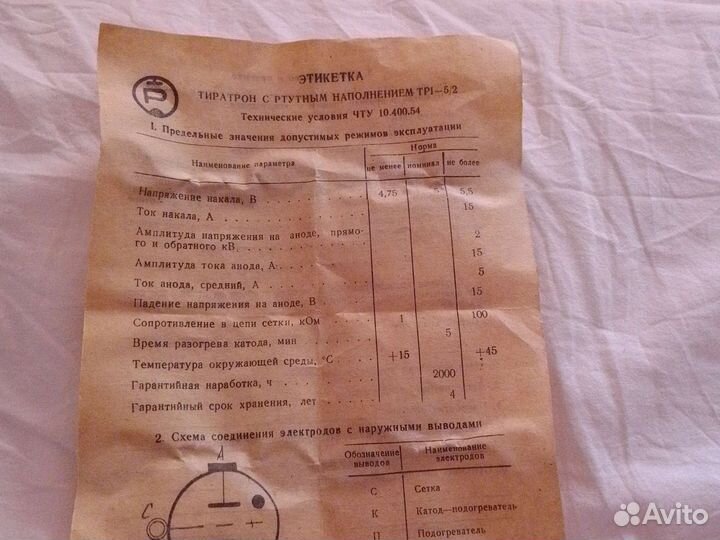 ЭТИКЕТКА
ТИРАТРОН С РТУТНЫМ НАПОЛНЕНИЕМ ТР1—5/2
Технические условия ЧТУ 10.400.54
1. Предельные значения допустимых режимов эксплуатации
Наименование параметра
Норма
не менее номинал не более
Напряжение накала, В 4,75 5 5,5
Ток накала, А 15
Амплитуда напряжения на аноде, прямо-
го и обратного кВ 2
Амплитуда тока анода, А 15
Ток анода, средний, А 5
Падение напряжения на аноде, В 15
Сопротивление в цепи сетки, кОм 1 100
Время разогрева катода, мин 5
Температура окружающей среды, °С +15 +45
Гарантийная наработка, ч 2000
Гарантийный срок хранения, лет 4
2. Схема соединения электродов с наружными выводами
А
С
Обозначение выводов Наименование электродов
С Сетка
К Катод—подогреватель
П Подогреватель
Avito